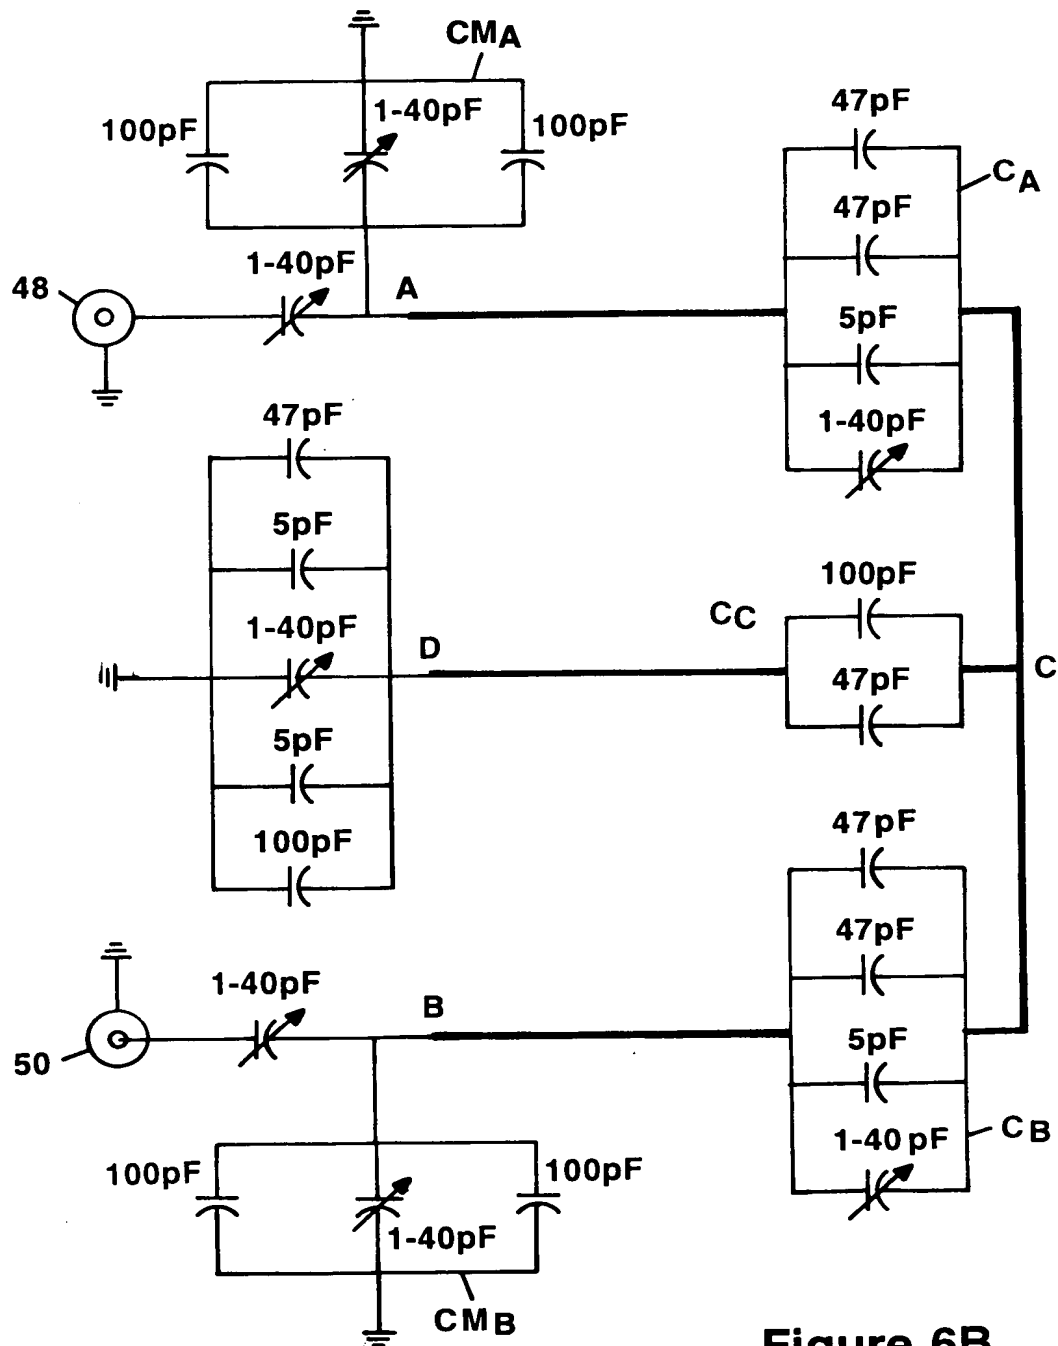 CMA
1-40pF
100pF
100pF
47pF
CA
47pF
1-40pF
48
A
5pF
1-40pF
47pF
5pF
1-40pF
D
5pF
100pF
CC
100pF
47pF
C
47pF
47pF
1-40pF
B
50
5pF
CB
1-40 pF
100pF
100pF
1-40pF
CMB
Figure 6B